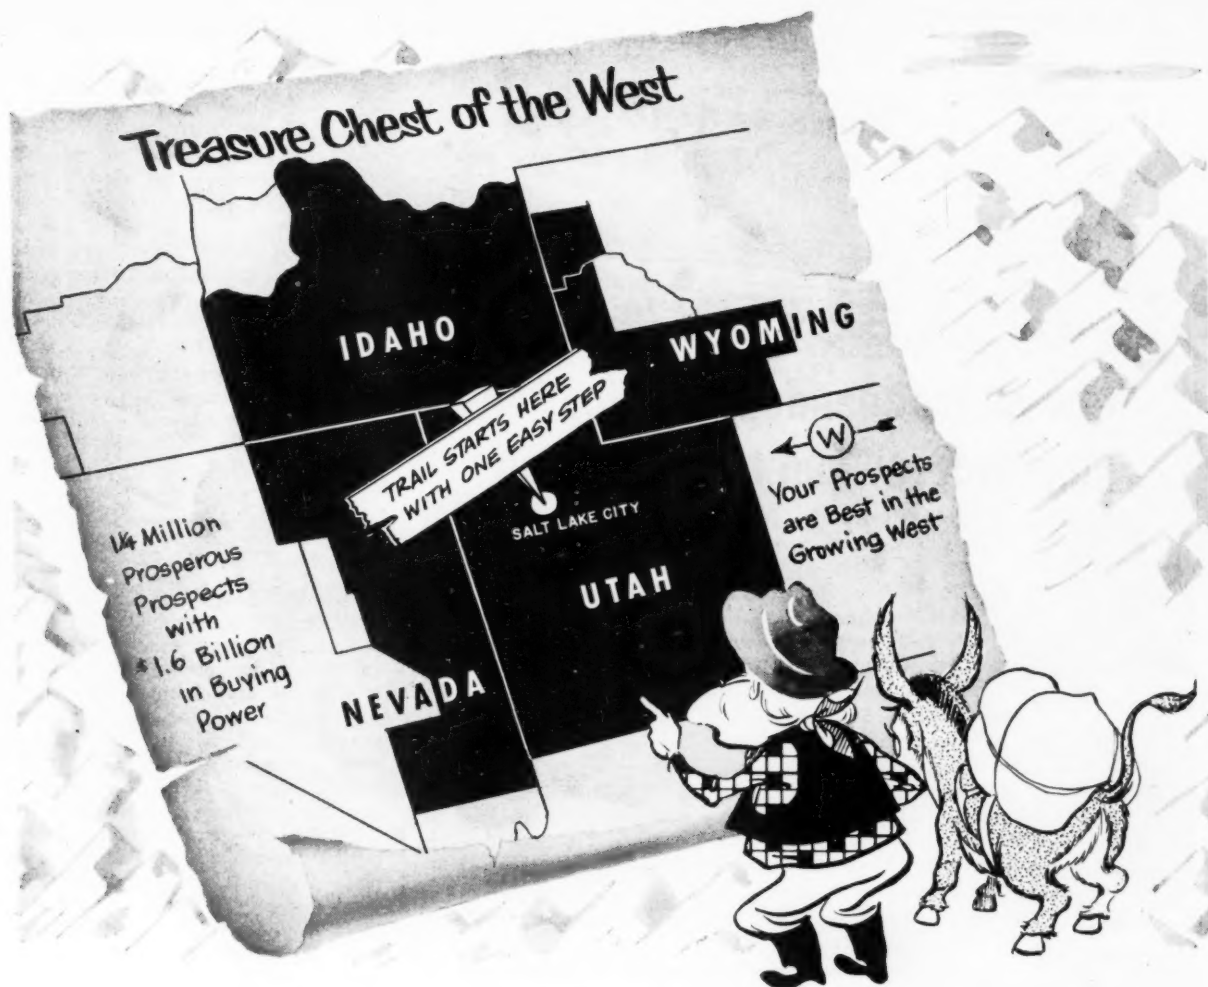 Treasure Chest of the West
IDAHO
WYOMING
TRAIL STARTS HERE
WITH ONE EASY STEP
SALT LAKE CITY
UTAH
NEVADA
W
Your Prospects
are Best in the
Growing West
1¼ Million
Prosperous
Prospects
with
$1.6 Billion
in Buying
Power